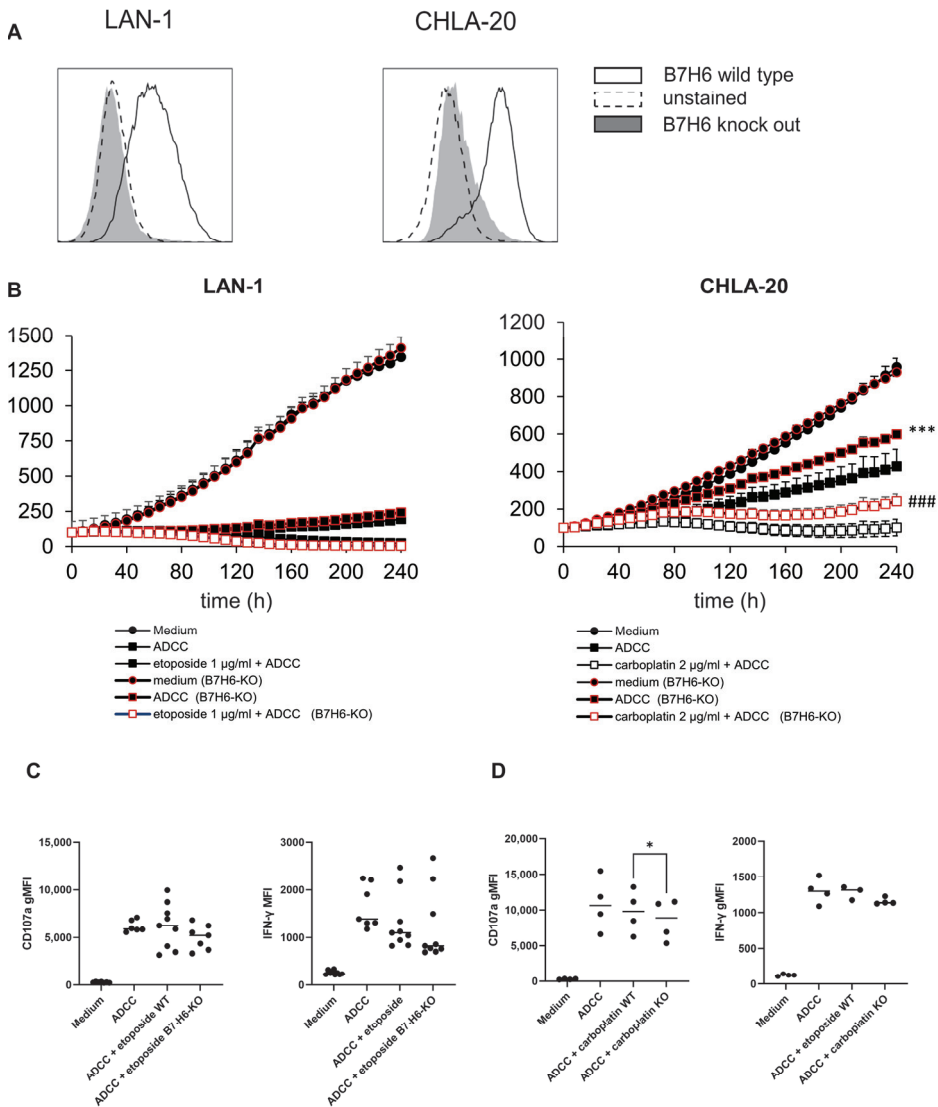 A
LAN-1
CHLA-20
B7H6 wild type
unstained
B7H6 knock out
B
LAN-1
1500
1250
750
500
250
0
0 40 80 120 160 200 240
time (h)
Medium
ADCC
etoposide 1 µg/ml + ADCC
medium (B7H6-KO)
ADCC (B7H6-KO)
etoposide 1 µg/ml + ADCC (B7H6-KO)
CHLA-20
1200
1000
800
600
400
200
0
***
###
0 40 80 120 160 200 240
time (h)
Medium
ADCC
carboplatin 2 µg/ml + ADCC
medium (B7H6-KO)
ADCC (B7H6-KO)
carboplatin 2 µg/ml + ADCC (B7H6-KO)
C
CD107a gMFI
15,000
10,000
5,000
0
Medium
ADCC
ADCC + etoposide WT
ADCC + etoposide B7-H6-KO
IFN-γ MFI
3000
2000
1000
0
Medium
ADCC
ADCC + etoposide
ADCC + etoposide B7-H6-KO
D
CD107a gMFI
20,000
15,000
10,000
5,000
0
*
Medium
ADCC
ADCC + carboplatin WT
ADCC + carboplatin KO
IFN-γ gMFI
2000
1500
1000
500
0
Medium
ADCC
ADCC + etoposide WT
ADCC + carboplatin KO